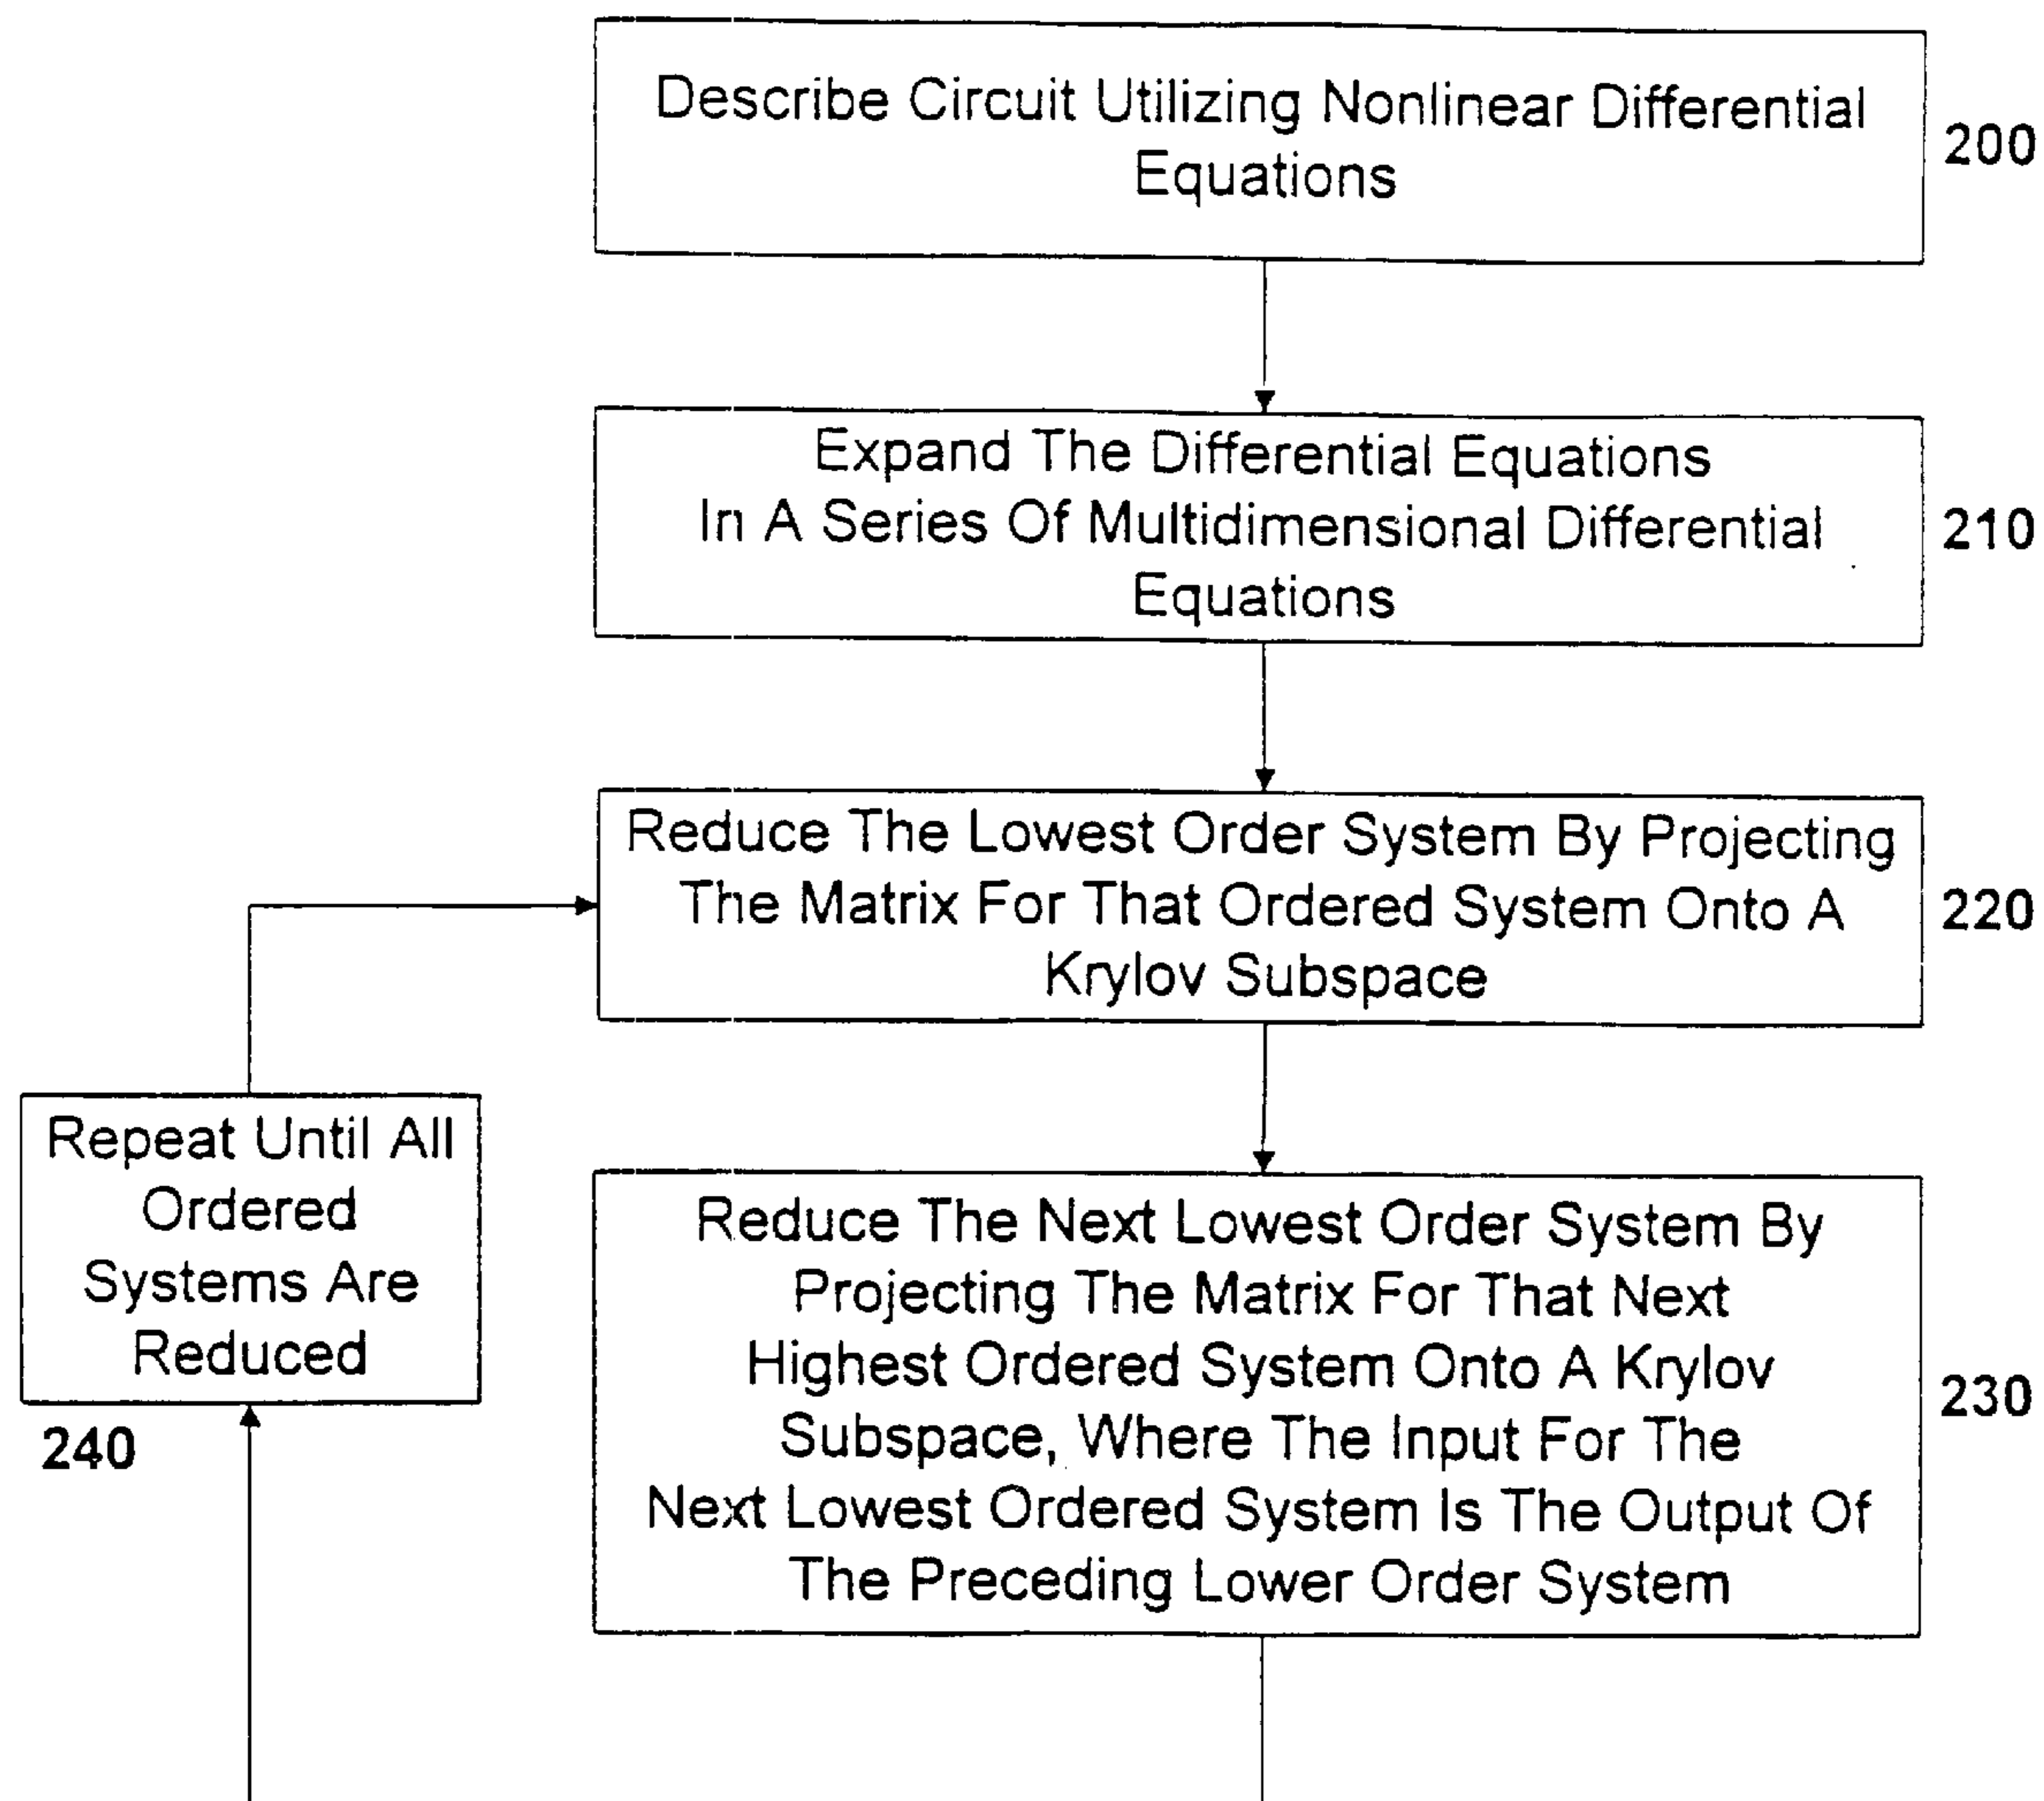 Describe Circuit Utilizing Nonlinear Differential
Equations
200
Expand The Differential Equations
In A Series Of Multidimensional Differential
Equations
210
Reduce The Lowest Order System By Projecting
The Matrix For That Ordered System Onto A
Krylov Subspace
220
Repeat Until All
Ordered
Systems Are
Reduced
240
Reduce The Next Lowest Order System By
Projecting The Matrix For That Next
Highest Ordered System Onto A Krylov
Subspace, Where The Input For The
Next Lowest Ordered System Is The Output Of
The Preceding Lower Order System
230